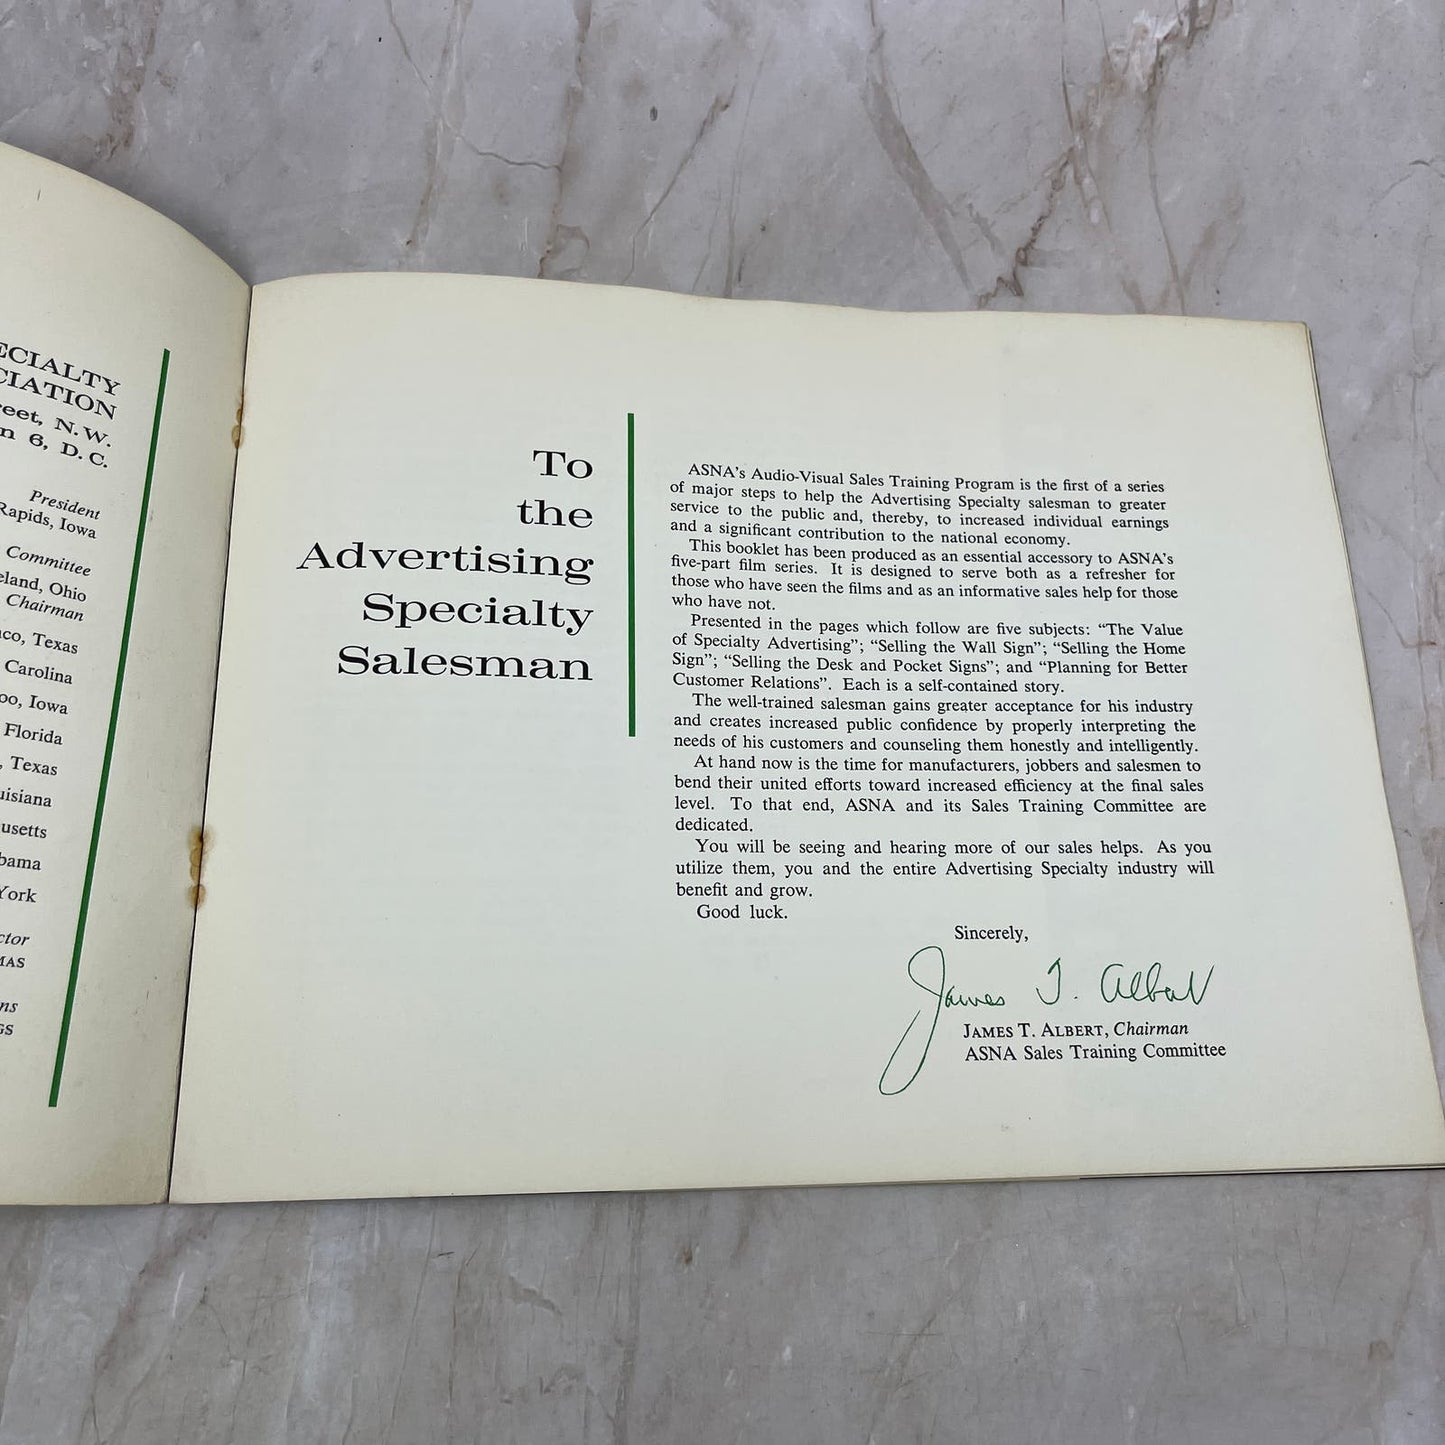 ECIALTY
CIATION
reet, N.W.
n 6, D.C.
President
Rapids, Iowa
Committee
eland, Ohio
Chairman
co, Texas
Carolina
oo, Iowa
Florida
, Texas
uisiana
usetts
bama
York
ctor
MAS
ns
GS
To
the
Advertising
Specialty
Salesman
ASNA's Audio-Visual Sales Training Program is the first of a series
of major steps to help the Advertising Specialty salesman to greater
service to the public and, thereby, to increased individual earnings
and a significant contribution to the national economy.
This booklet has been produced as an essential accessory to ASNA's
five-part film series. It is designed to serve both as a refresher for
those who have seen the films and as an informative sales help for those
who have not.
Presented in the pages which follow are five subjects: “The Value
of Specialty Advertising”; “Selling the Wall Sign”; “Selling the Home
Sign”; “Selling the Desk and Pocket Signs”; and “Planning for Better
Customer Relations”. Each is a self-contained story.
The well-trained salesman gains greater acceptance for his industry
and creates increased public confidence by properly interpreting the
needs of his customers and counseling them honestly and intelligently.
At hand now is the time for manufacturers, jobbers and salesmen to
bend their united efforts toward increased efficiency at the final sales
level. To that end, ASNA and its Sales Training Committee are
dedicated.
You will be seeing and hearing more of our sales helps. As you
utilize them, you and the entire Advertising Specialty industry will
benefit and grow.
Good luck.
Sincerely,
James T. Albert
JAMES T. ALBERT, Chairman
ASNA Sales Training Committee